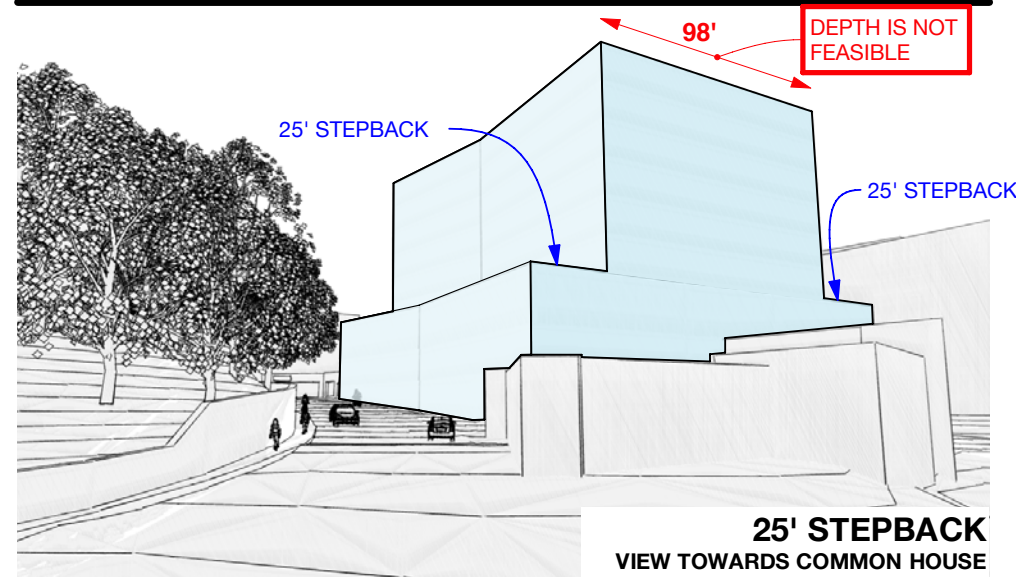 98'
DEPTH IS NOT
FEASIBLE
25' STEPBACK
25' STEPBACK
25' STEPBACK
VIEW TOWARDS COMMON HOUSE